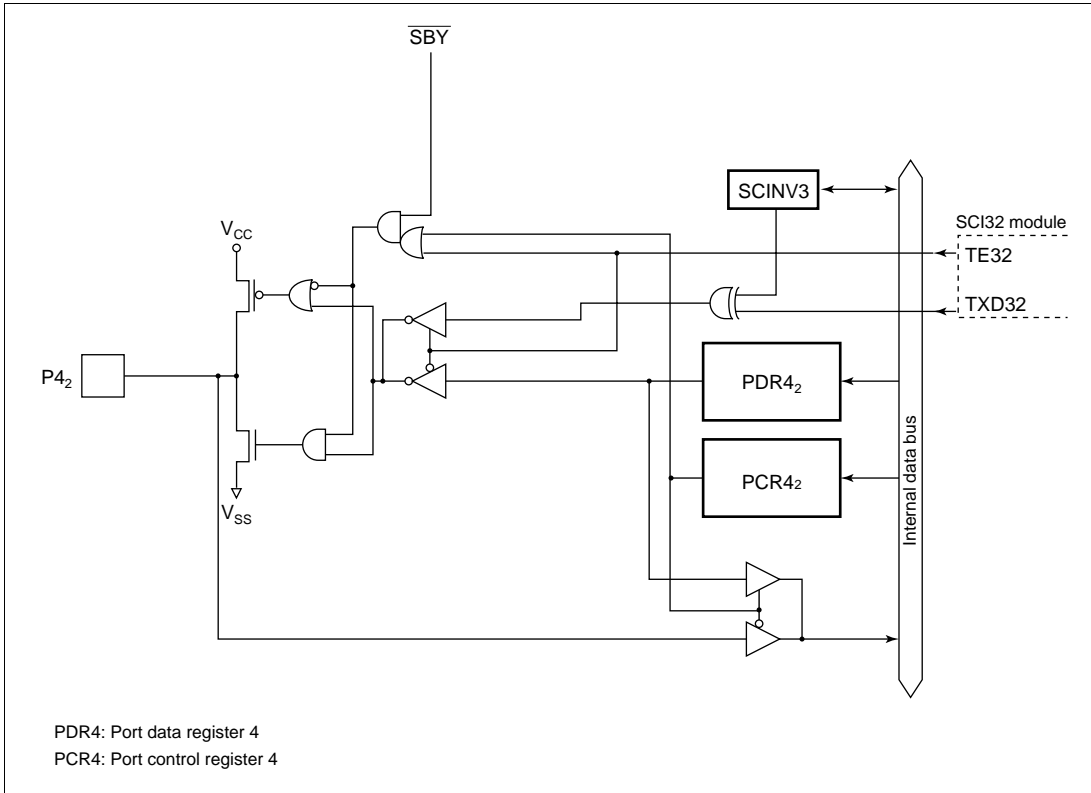 SBY
SCINV3
SCI32 module
VCC
TE32
TXD32
P42
PDR42
PCR42
VSS
Internal data bus
PDR4: Port data register 4
PCR4: Port control register 4